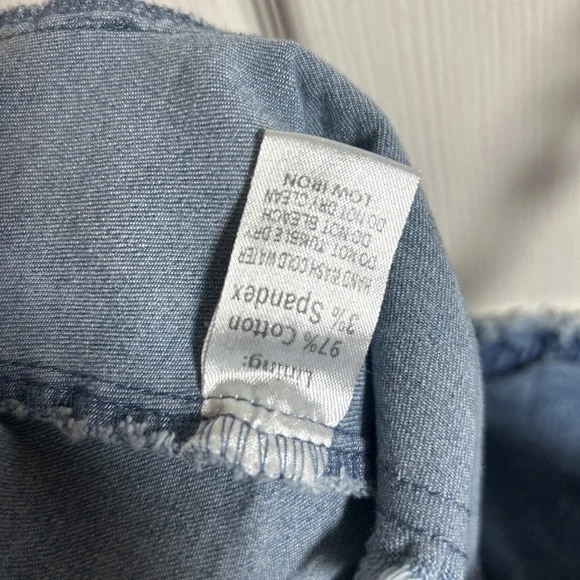 Lining:
97% Cotton
3% Spandex
HAND WASH COLD WATER
DO NOT TUMBLE DR
DO NOT BLEACH
DO NOT DRY CLEAN
LOW IRON